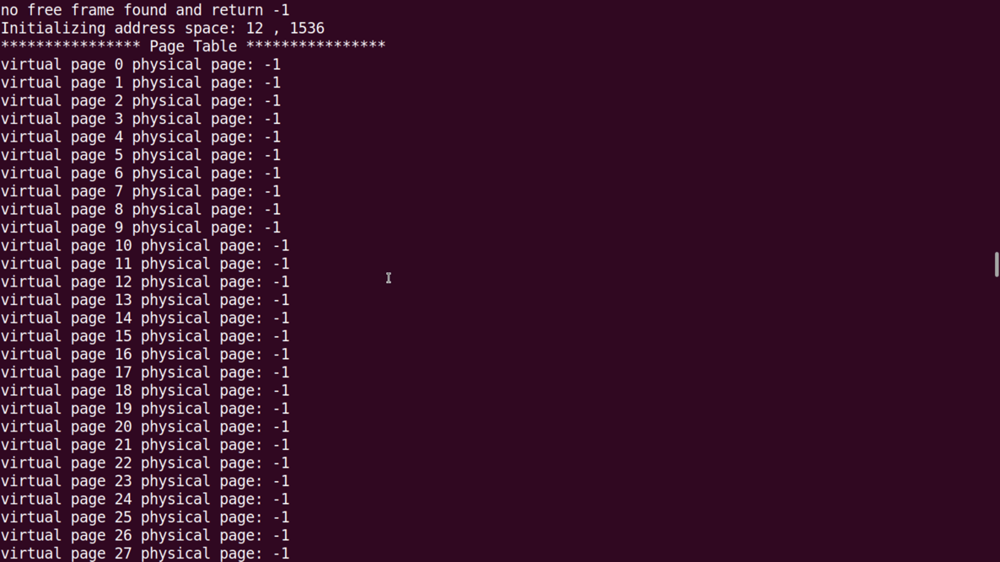 no free frame found and return -1
Initializing address space: 12 , 1536
**************** Page Table ****************
virtual page 0 physical page: -1
virtual page 1 physical page: -1
virtual page 2 physical page: -1
virtual page 3 physical page: -1
virtual page 4 physical page: -1
virtual page 5 physical page: -1
virtual page 6 physical page: -1
virtual page 7 physical page: -1
virtual page 8 physical page: -1
virtual page 9 physical page: -1
virtual page 10 physical page: -1
virtual page 11 physical page: -1
virtual page 12 physical page: -1
virtual page 13 physical page: -1
virtual page 14 physical page: -1
virtual page 15 physical page: -1
virtual page 16 physical page: -1
virtual page 17 physical page: -1
virtual page 18 physical page: -1
virtual page 19 physical page: -1
virtual page 20 physical page: -1
virtual page 21 physical page: -1
virtual page 22 physical page: -1
virtual page 23 physical page: -1
virtual page 24 physical page: -1
virtual page 25 physical page: -1
virtual page 26 physical page: -1
virtual page 27 physical page: -1